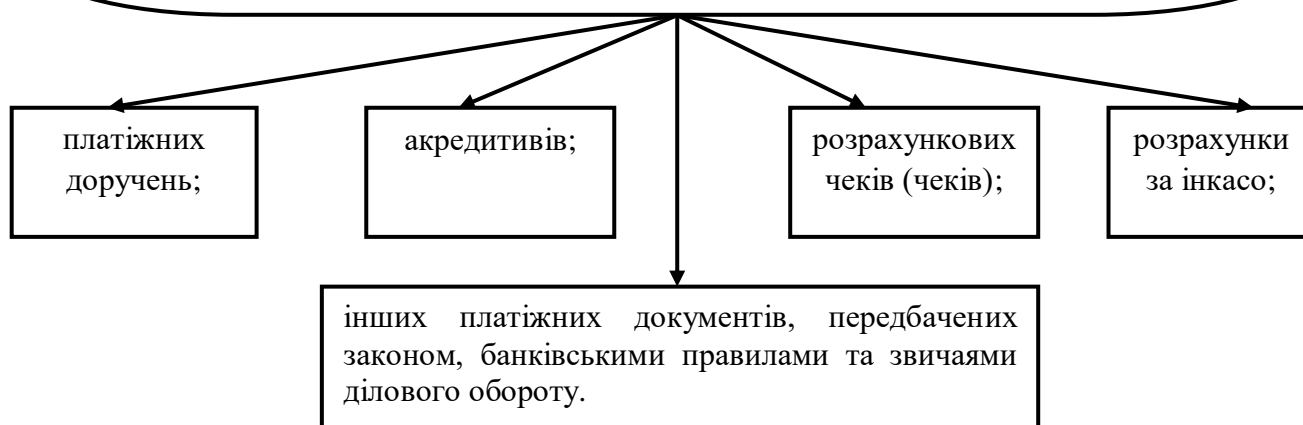 платіжних
доручень;
акредитивів;
розрахункових
чеків (чеків);
розрахунки
за інкасо;
інших платіжних документів, передбачених
законом, банківськими правилами та звичаями
ділового обороту.